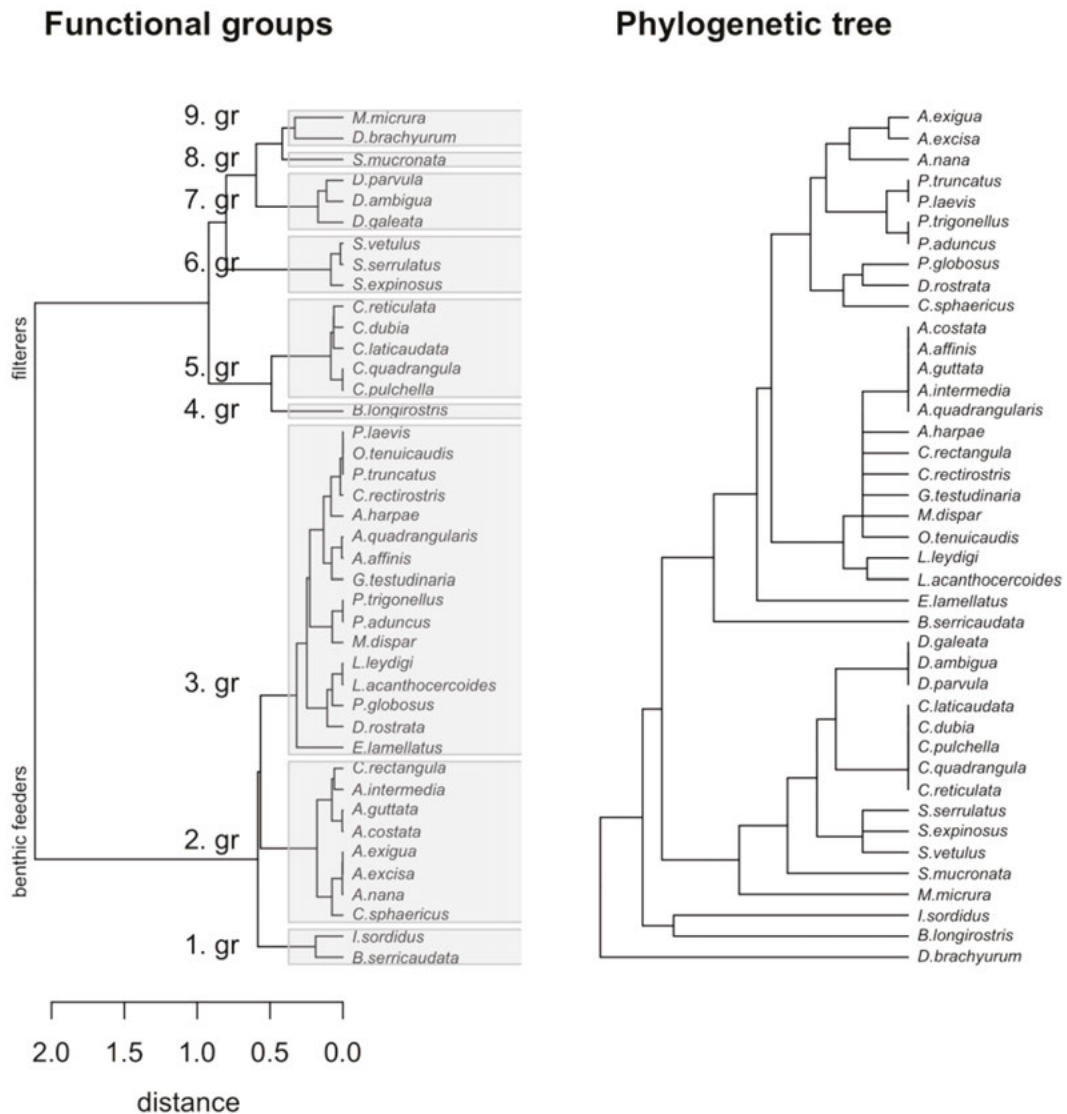 Functional groups
filterers
benthic feeders
9. gr
M.micrura
D.brachyurum
8. gr
S.mucronata
7. gr
D.parvula
D.ambigua
D.galeata
6. gr
S.vetulus
S.serrulatus
S.expinosus
5. gr
C.reticulata
C.dubia
C.laticaudata
C.quadrangula
C.pulchella
4. gr
B.longirostris
3. gr
P.laevis
O.tenuicaudis
P.truncatus
C.rectirostris
A.harpae
A.quadrangularis
A.affinis
G.testudinaria
P.trigonellus
P.aduncus
M.dispar
L.leydigi
L.acanthocercoides
P.globosus
D.rostrata
E.lamellatus
2. gr
C.rectangula
A.intermedia
A.guttata
A.costata
A.exigua
A.excisa
A.nana
C.sphaericus
1. gr
I.sordidus
B.serricaudata
2.0 1.5 1.0 0.5 0.0
distance
Phylogenetic tree
A.exigua
A.excisa
A.nana
P.truncatus
P.laevis
P.trigonellus
P.aduncus
P.globosus
D.rostrata
C.sphaericus
A.costata
A.affinis
A.guttata
A.intermedia
A.quadrangularis
A.harpae
C.rectangula
C.rectirostris
G.testudinaria
M.dispar
O.tenuicaudis
L.leydigi
L.acanthocercoides
E.lamellatus
B.serricaudata
D.galeata
D.ambigua
D.parvula
C.laticaudata
C.dubia
C.pulchella
C.quadrangula
C.reticulata
S.serrulatus
S.expinosus
S.vetulus
S.mucronata
M.micrura
I.sordidus
B.longirostris
D.brachyurum